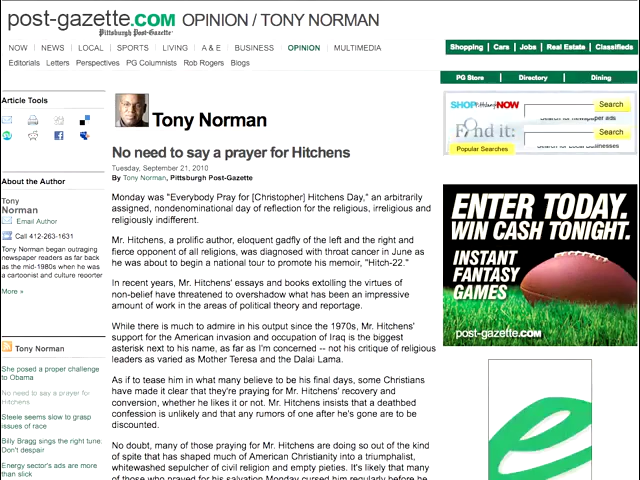 post-gazette.COM OPINION / TONY NORMAN
Pittsburgh Post-Gazette
NOW NEWS LOCAL SPORTS LIVING A & E BUSINESS OPINION MULTIMEDIA
Shopping Cars Jobs Real Estate Classifieds
Editorials Letters Perspectives PG Columnists Rob Rogers Blogs
PG Store Directory Dining
Article Tools
Tony Norman
No need to say a prayer for Hitchens
Tuesday, September 21, 2010
By Tony Norman, Pittsburgh Post-Gazette
Monday was "Everybody Pray for [Christopher] Hitchens Day," an arbitrarily
assigned, nondenominational day of reflection for the religious, irreligious and
religiously indifferent.
Mr. Hitchens, a prolific author, eloquent gadfly of the left and the right and
fierce opponent of all religions, was diagnosed with throat cancer in June as
he was about to begin a national tour to promote his memoir, "Hitch-22."
In recent years, Mr. Hitchens' essays and books extolling the virtues of
non-belief have threatened to overshadow what has been an impressive
amount of work in the areas of political theory and reportage.
While there is much to admire in his output since the 1970s, Mr. Hitchens'
support for the American invasion and occupation of Iraq is the biggest
asterisk next to his name, as far as I'm concerned -- not his critique of religious
leaders as varied as Mother Teresa and the Dalai Lama.
As if to tease him in what many believe to be his final days, some Christians
have made it clear that they're praying for Mr. Hitchens' recovery and
conversion, whether he likes it or not. Mr. Hitchens insists that a deathbed
confession is unlikely and that any rumors of one after he's gone are to be
discounted.
No doubt, many of those praying for Mr. Hitchens are doing so out of the kind
of spite that has shaped much of American Christianity into a triumphalist,
whitewashed sepulcher of civil religion and empty pieties. It's likely that many
of those who prayed for his salvation Monday cursed him regularly before he
About the Author
Tony
Norman
Email Author
Call 412-263-1631
Tony Norman began outraging
newspaper readers as far back
as the mid-1980s when he was
a cartoonist and culture reporter
More »
Tony Norman
She posed a proper challenge
to Obama
No need to say a prayer for
Hitchens
Steele seems slow to grasp
issues of race
Billy Bragg sings the right tune.
Don't despair
Energy sector's ads are more
than slick
SHOP Pittsburgh NOW Search
Search for newspaper ads
Find it: Search
Search for Local Businesses
Popular Searches
ENTER TODAY.
WIN CASH TONIGHT.
INSTANT
FANTASY
GAMES
post-gazette.COM